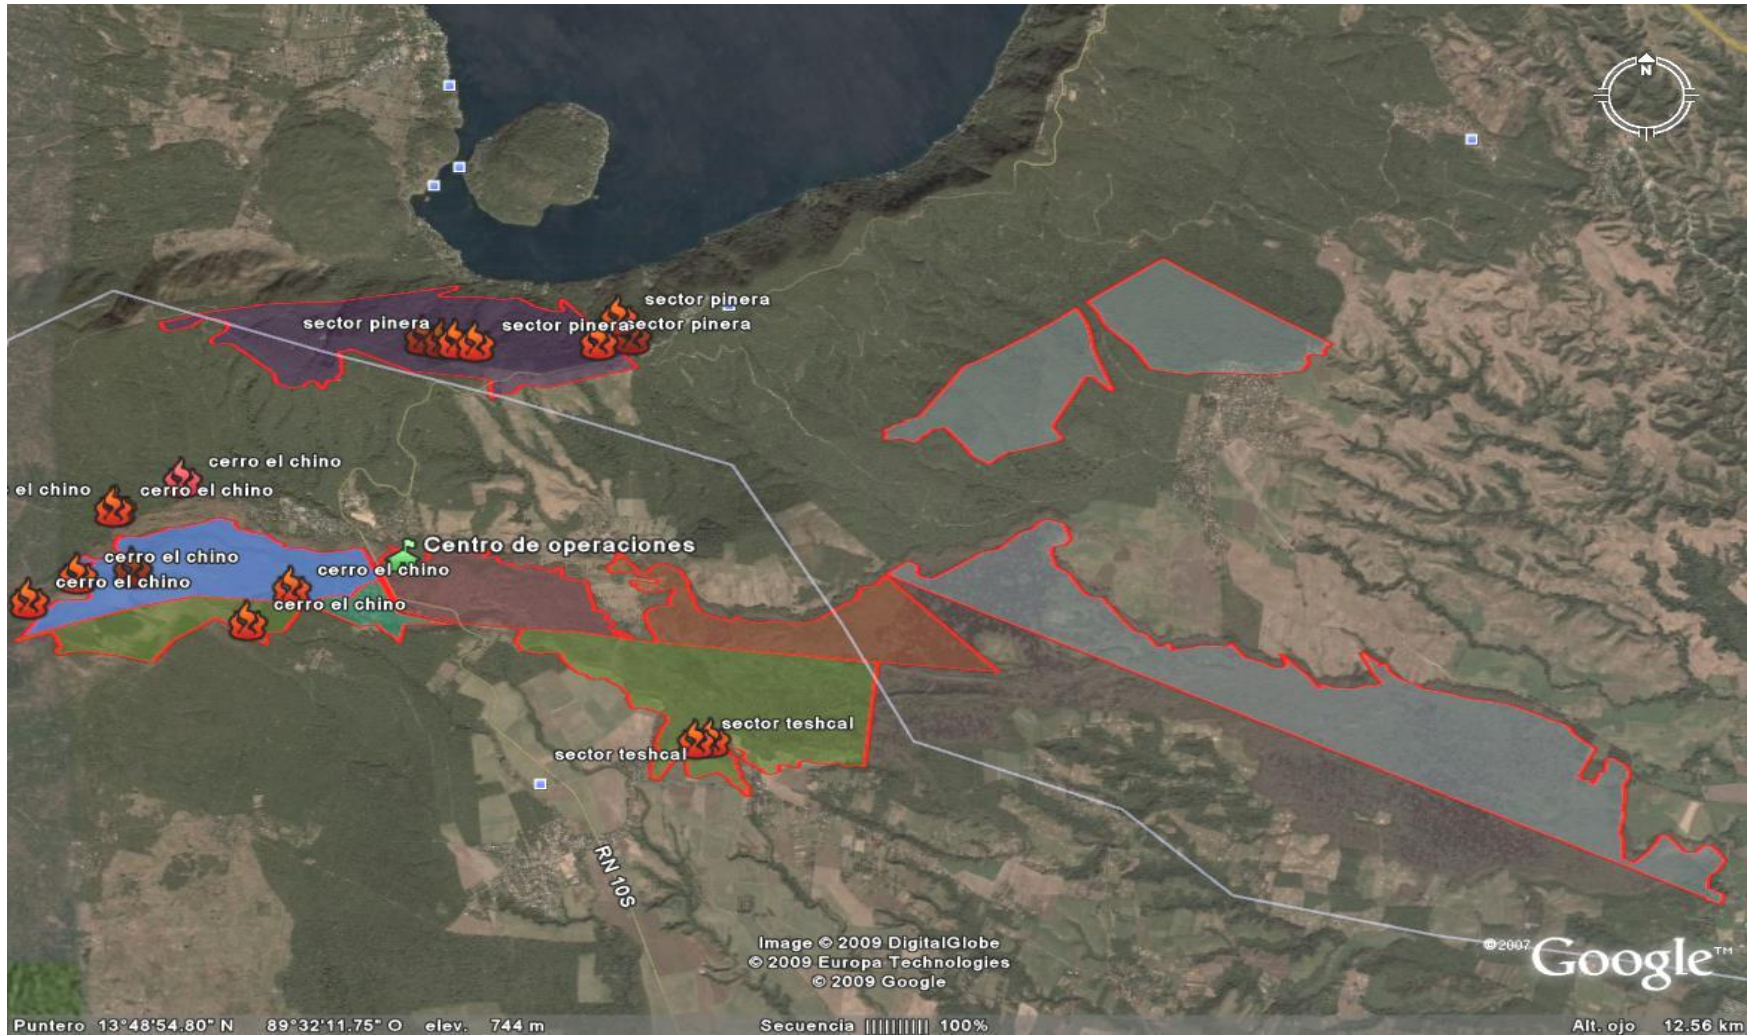 N
sector pinera
sector pinera
sector pinera
sector pinera
cerro el chino
el chino
cerro el chino
Centro de operaciones
cerro el chino
cerro el chino
cerro el chino
cerro el chino
sector teshcal
sector teshcal
RN 10S
Image © 2009 DigitalGlobe
© 2009 Europa Technologies
© 2009 Google
©2007 Google™
Puntero 13°48'54.80" N 89°32'11.75" O elev. 744 m Secuencia |||||||||| 100% Alt. ojo 12.56 km